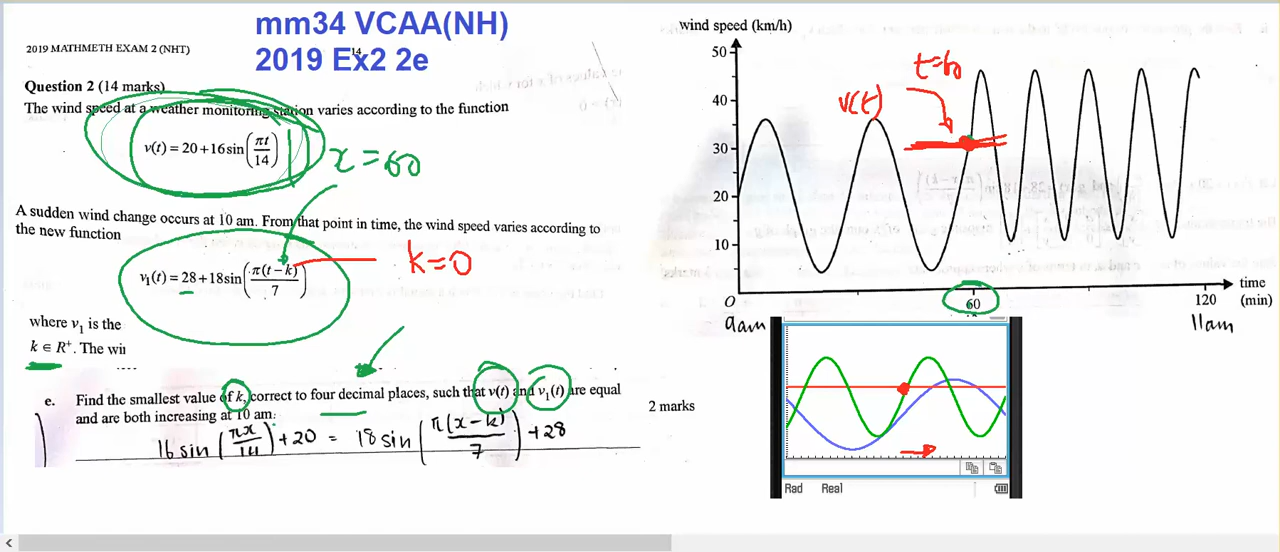 mm34 VCAA(NH)
2019 Ex2 2e
14
2019 MATHMETH EXAM 2 (NHT)
Question 2 (14 marks)
The wind speed at a weather monitoring station varies according to the function
v(t) = 20 + 16 sin(πt/14)
x = 60
A sudden wind change occurs at 10 am. From that point in time, the wind speed varies according to
the new function
v₁(t) = 28 + 18 sin(π(t − k)/7)
k = 0
where v₁ is the
k ∈ R⁺. The wi
e. Find the smallest value of k, correct to four decimal places, such that v(t) and v₁(t) are equal
and are both increasing at 10 am.
2 marks
16 sin(πx/14) + 20 = 18 sin(π(x − k)/7) + 28
wind speed (km/h)
50
40
30
20
10
O
60
120
time
(min)
9am
11am
v(t)
t=60
Rad Real